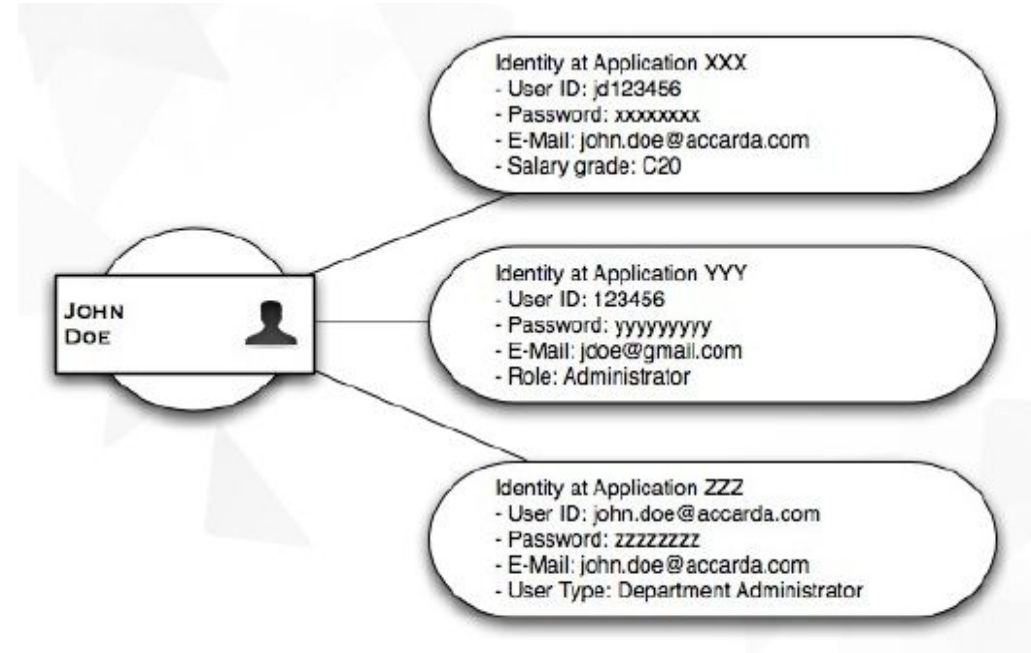 Identity at Application XXX
- User ID: jd123456
- Password: xxxxxxxx
- E-Mail: john.doe@accarda.com
- Salary grade: C20
JOHN
DOE
Identity at Application YYY
- User ID: 123456
- Password: yyyyyyyyy
- E-Mail: jdoe@gmail.com
- Role: Administrator
Identity at Application ZZZ
- User ID: john.doe@accarda.com
- Password: zzzzzzzz
- E-Mail: john.doe@accarda.com
- User Type: Department Administrator